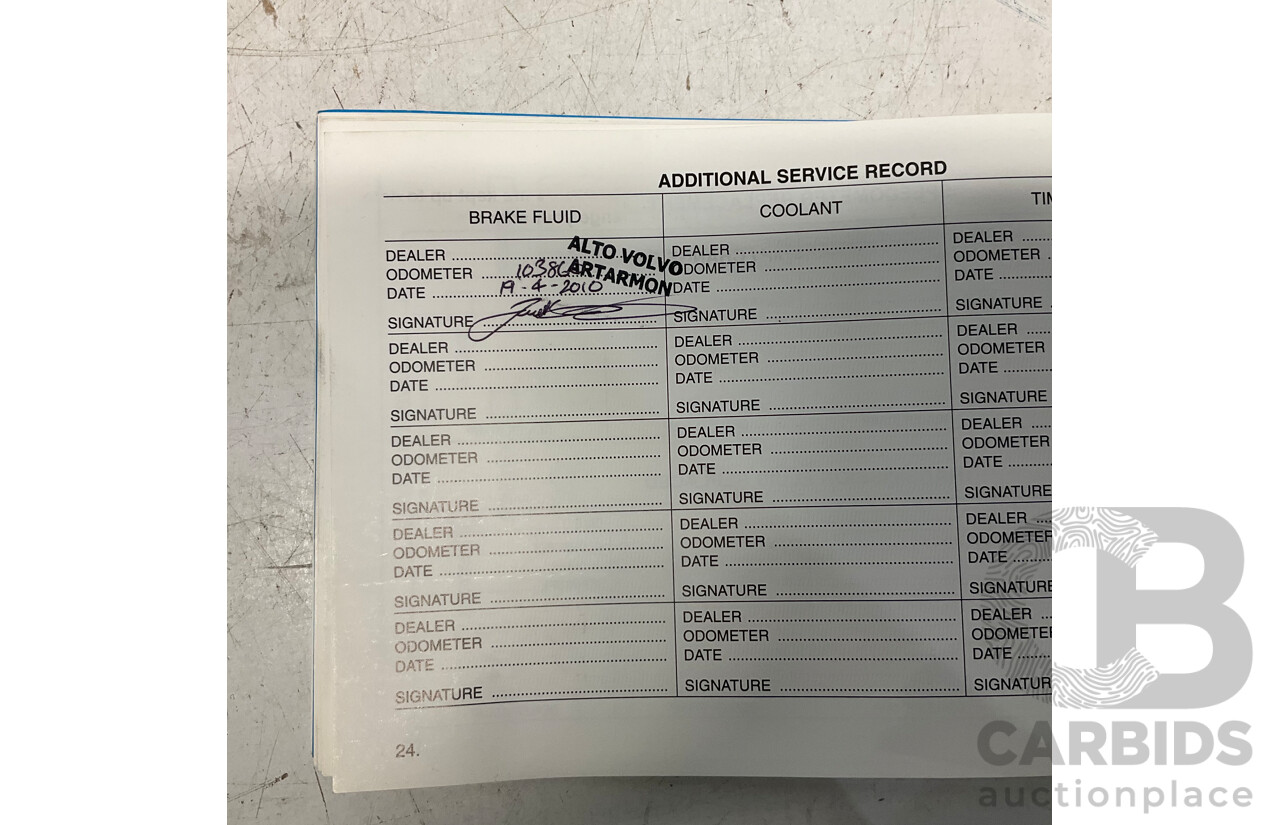 ADDITIONAL SERVICE RECORD
BRAKE FLUID COOLANT
DEALER ALTO VOLVO DEALER DEALER
ODOMETER ARTARMON ODOMETER ODOMETER
DATE 19-4-2010 DATE DATE
SIGNATURE SIGNATURE SIGNATURE
DEALER DEALER DEALER
ODOMETER ODOMETER ODOMETER
DATE DATE DATE
SIGNATURE SIGNATURE SIGNATURE
DEALER DEALER DEALER
ODOMETER ODOMETER ODOMETER
DATE DATE DATE
SIGNATURE SIGNATURE SIGNATURE
DEALER DEALER DEALER
ODOMETER ODOMETER ODOMETER
DATE DATE DATE
SIGNATURE SIGNATURE SIGNATURE
DEALER DEALER DEALER
ODOMETER ODOMETER ODOMETER
DATE DATE DATE
SIGNATURE SIGNATURE SIGNATUR
24.
CARBIDS
auctionplace